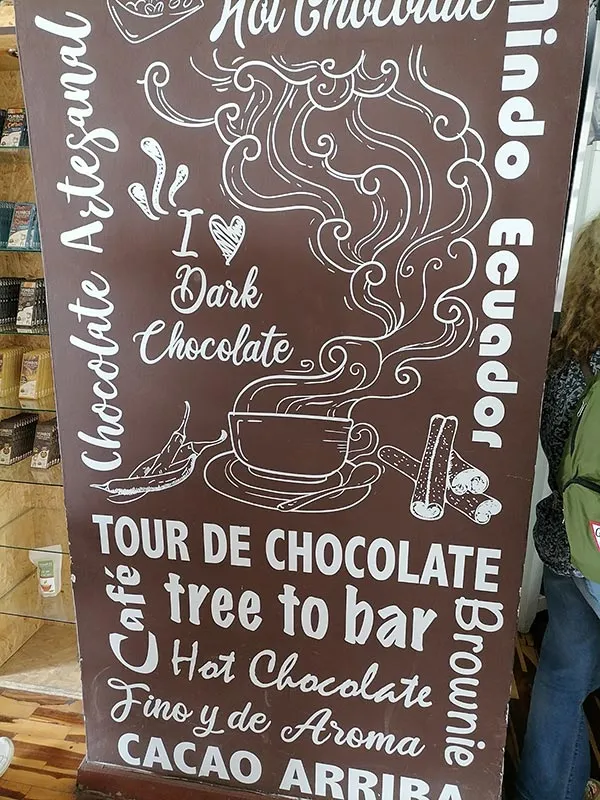 Hot Chocolate
Chocolate Artesanal
mindo Ecuador
I
Dark
Chocolate
TOUR DE CHOCOLATE
Café
tree to bar
Brownie
Hot Chocolate
Fino y de Aroma
CACAO ARRIBA